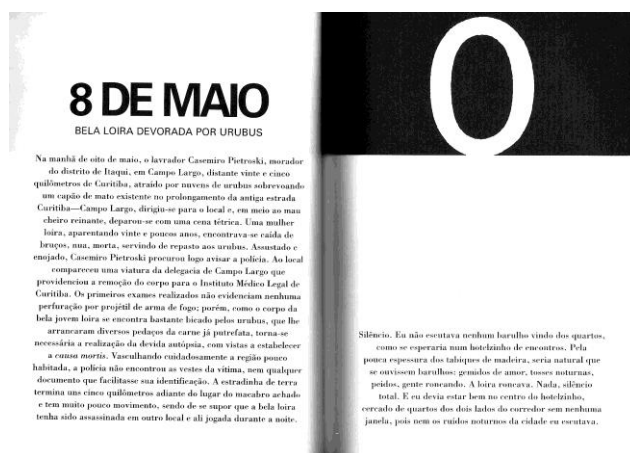 8 DE MAIO
BELA LOIRA DEVORADA POR URUBUS
Na manhã de oito de maio, o lavrador Casemiro Pietroski, morador
do distrito de Itaqui, em Campo Largo, distante vinte e cinco
quilômetros de Curitiba, atraído por nuvens de urubus sobrevoando
um capão de mato existente no prolongamento da antiga estrada
Curitiba—Campo Largo, dirigiu-se para o local e, em meio ao mau
cheiro reinante, deparou-se com uma cena tétrica. Uma mulher
loira, aparentando vinte e poucos anos, encontrava-se caída de
bruços, nua, morta, servindo de repasto aos urubus. Assustado e
enojado, Casemiro Pietroski procurou logo avisar a polícia. Ao local
compareceu uma viatura da delegacia de Campo Largo que
providenciou a remoção do corpo para o Instituto Médico Legal de
Curitiba. Os primeiros exames realizados não evidenciam nenhuma
perfuração por projétil de arma de fogo; porém, como o corpo da
bela jovem loira se encontra bastante bicado pelos urubus, que lhe
arrancaram diversos pedaços da carne já putrefata, torna-se
necessária a realização da devida autópsia, com vistas a estabelecer
a causa mortis. Vasculhando cuidadosamente a região pouco
habitada, a polícia não encontrou as vestes da vítima, nem qualquer
documento que facilitasse sua identificação. A estradinha de terra
termina uns cinco quilômetros adiante do lugar do macabro achado
e tem muito pouco movimento, sendo de se supor que a bela loira
tenha sido assassinada em outro local e ali jogada durante a noite.
0
Silêncio. Eu não escutava nenhum barulho vindo dos quartos,
como se esperaria num hotelzinho de encontros. Pela
pouca espessura dos tabiques de madeira, seria natural que
se ouvissem barulhos: gemidos de amor, tosses noturnas,
peidos, gente roncando. A loira roncava. Nada, silêncio
total. E eu devia estar bem no centro do hotelzinho,
cercado de quartos dos dois lados do corredor sem nenhuma
janela, pois nem os ruídos noturnos da cidade eu escutava.